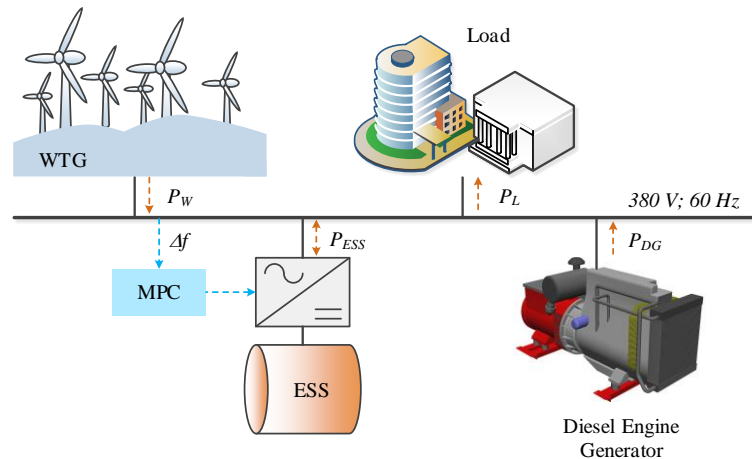 Load
WTG
P_W
P_L
380 V; 60 Hz
Δf
P_ESS
P_DG
MPC
ESS
Diesel Engine
Generator